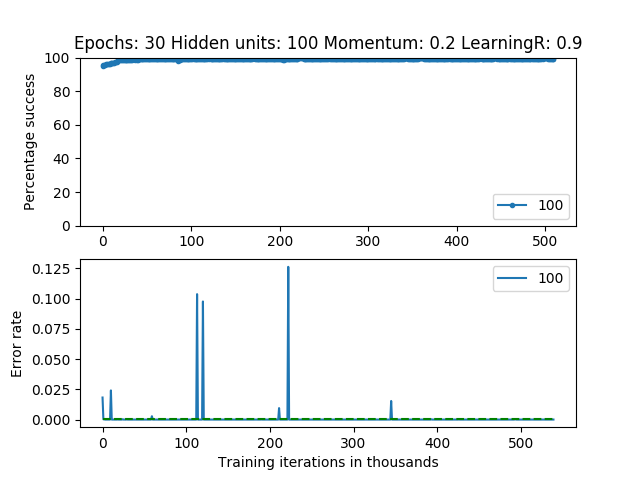 Epochs: 30 Hidden units: 100 Momentum: 0.2 LearningR: 0.9
Percentage success
100
80
60
40
20
0
100
0 100 200 300 400 500
Error rate
0.125
0.100
0.075
0.050
0.025
0.000
100
0 100 200 300 400 500
Training iterations in thousands